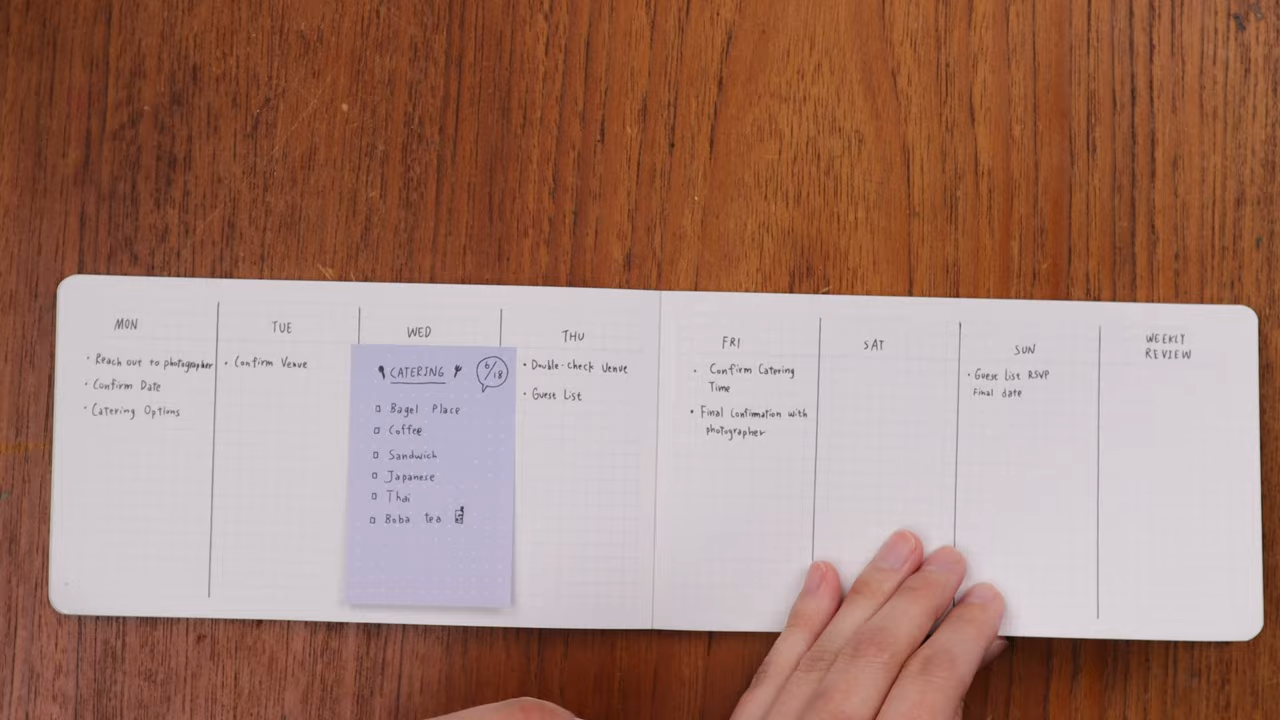 MON
• Reach out to photographer
• Confirm Date
• Catering Options
TUE
• Confirm Venue
WED
CATERING
6/18
Bagel Place
Coffee
Sandwich
Japanese
Thai
Boba tea
THU
• Double-check Venue
• Guest List
FRI
• Confirm Catering
Time
• Final Confirmation with
photographer
SAT
SUN
• Guest List RSVP
Final date
WEEKLY
REVIEW